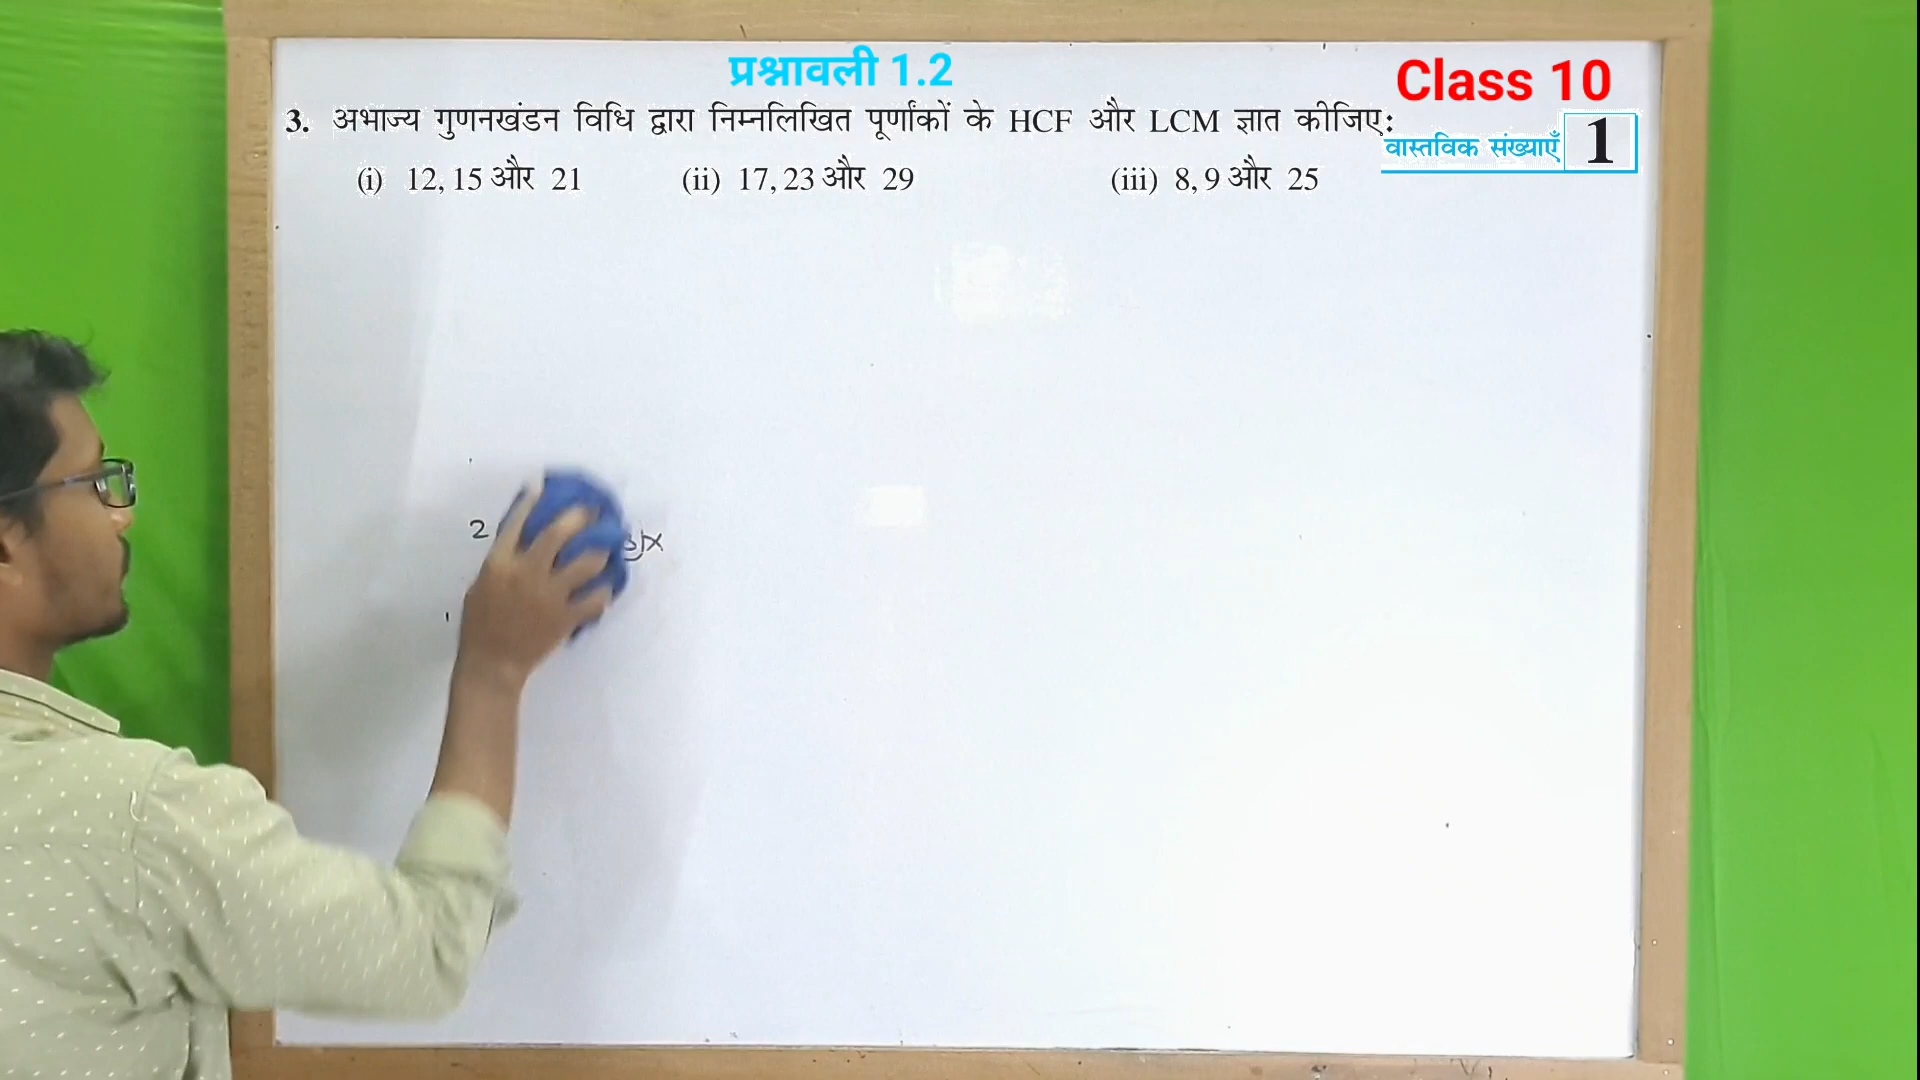 प्रश्नावली 1.2
Class 10
3. अभाज्य गुणनखंडन विधि द्वारा निम्नलिखित पूर्णांकों के HCF और LCM ज्ञात कीजिए:
वास्तविक संख्याएँ 1
(i) 12, 15 और 21 (ii) 17, 23 और 29 (iii) 8, 9 और 25
2